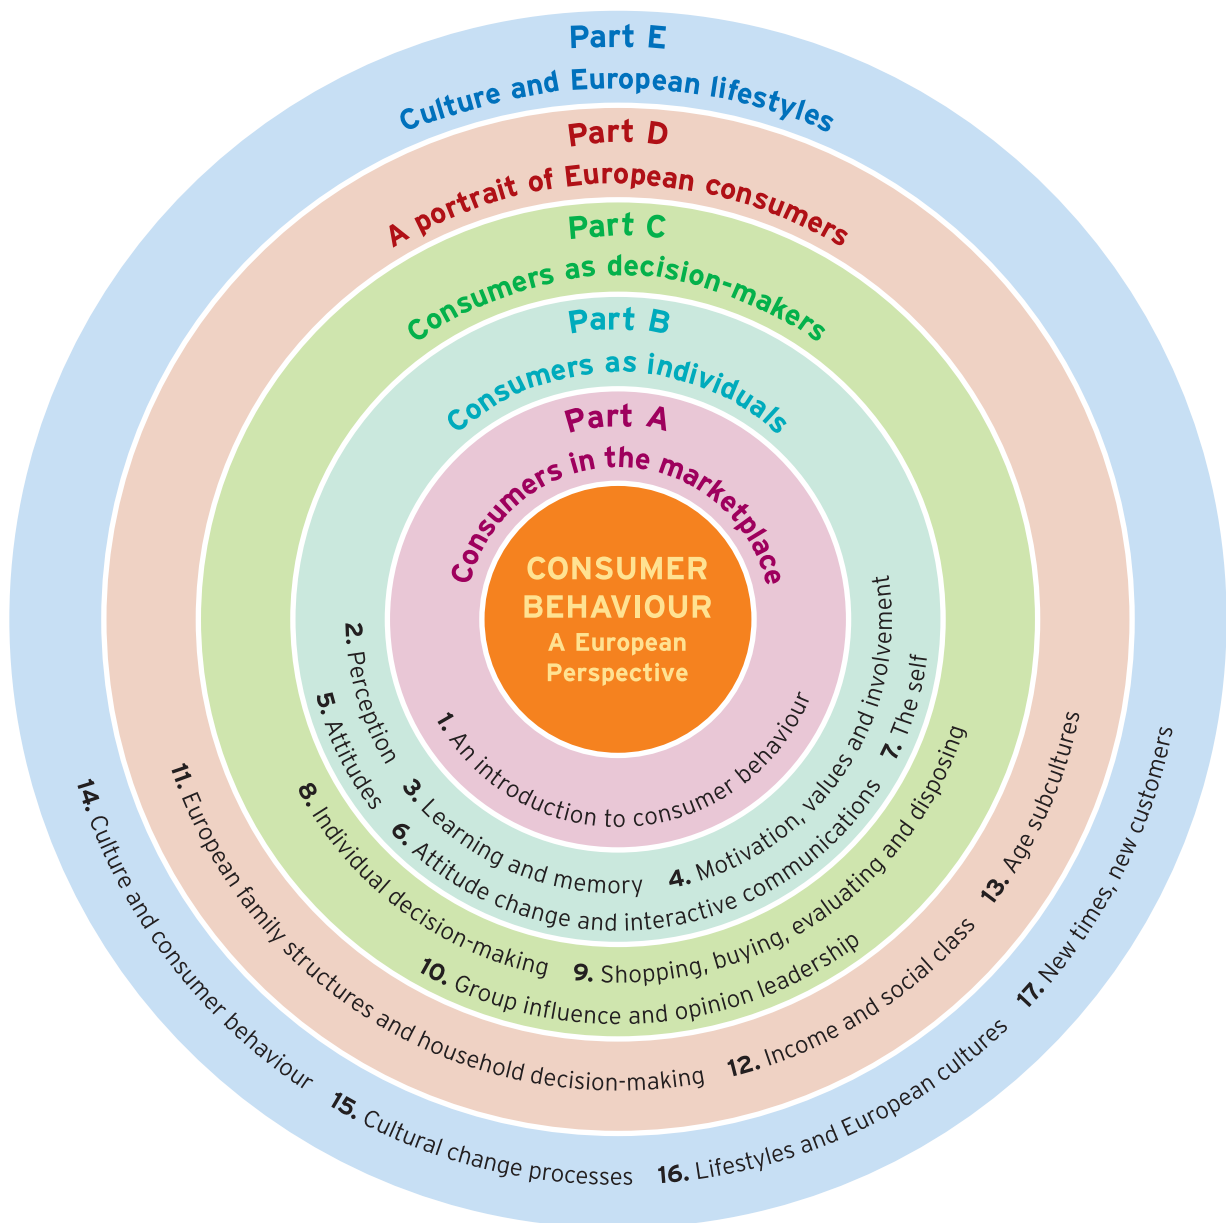 Part E
Culture and European lifestyles
Part D
A portrait of European consumers
Part C
Consumers as decision-makers
Part B
Consumers as individuals
Part A
Consumers in the marketplace
CONSUMER
BEHAVIOUR
A European
Perspective
1. An introduction to consumer behaviour
2. Perception
3. Learning and memory
4. Motivation, values and involvement
5. Attitudes
6. Attitude change and interactive communications
7. The self
8. Individual decision-making
9. Shopping, buying, evaluating and disposing
10. Group influence and opinion leadership
11. European family structures and household decision-making
12. Income and social class
13. Age subcultures
14. Culture and consumer behaviour
15. Cultural change processes
16. Lifestyles and European cultures
17. New times, new customers